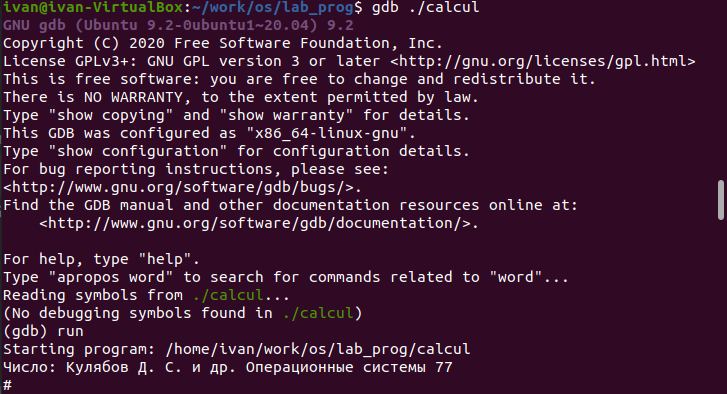 ivan@ivan-VirtualBox:~/work/os/lab_prog$ gdb ./calcul
GNU gdb (Ubuntu 9.2-0ubuntu1~20.04) 9.2
Copyright (C) 2020 Free Software Foundation, Inc.
License GPLv3+: GNU GPL version 3 or later <http://gnu.org/licenses/gpl.html>
This is free software: you are free to change and redistribute it.
There is NO WARRANTY, to the extent permitted by law.
Type "show copying" and "show warranty" for details.
This GDB was configured as "x86_64-linux-gnu".
Type "show configuration" for configuration details.
For bug reporting instructions, please see:
<http://www.gnu.org/software/gdb/bugs/>.
Find the GDB manual and other documentation resources online at:
    <http://www.gnu.org/software/gdb/documentation/>.

For help, type "help".
Type "apropos word" to search for commands related to "word"...
Reading symbols from ./calcul...
(No debugging symbols found in ./calcul)
(gdb) run
Starting program: /home/ivan/work/os/lab_prog/calcul
Число: Кулябов Д. С. и др. Операционные системы 77
#